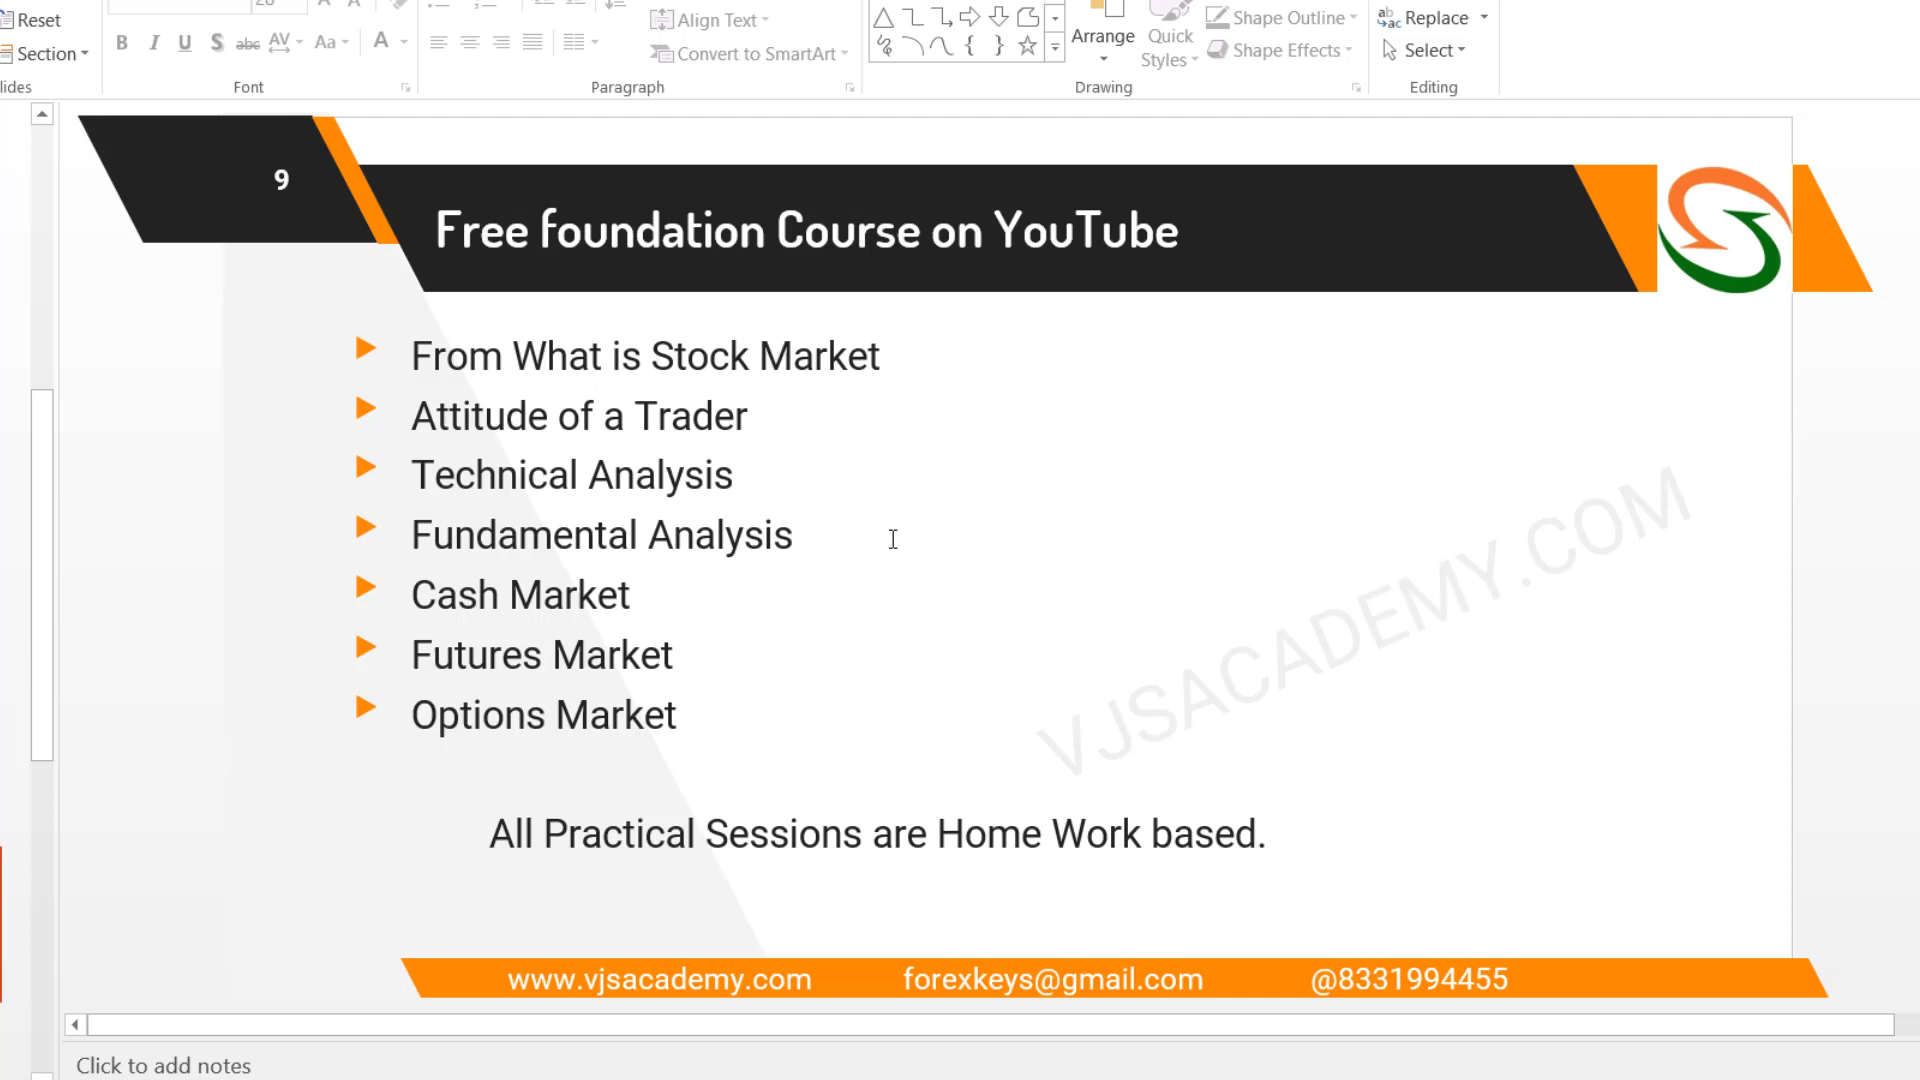 Reset
Align Text
Shape Outline
Replace
B I U S abc AV Aa A
Arrange
Quick
Styles
Section
Convert to SmartArt
Shape Effects
Select
Font
Paragraph
Drawing
Editing
9
Free foundation Course on YouTube
From What is Stock Market
Attitude of a Trader
Technical Analysis
Fundamental Analysis
Cash Market
Futures Market
Options Market
VJSACADEMY.COM
All Practical Sessions are Home Work based.
www.vjsacademy.com
forexkeys@gmail.com
@8331994455
Click to add notes